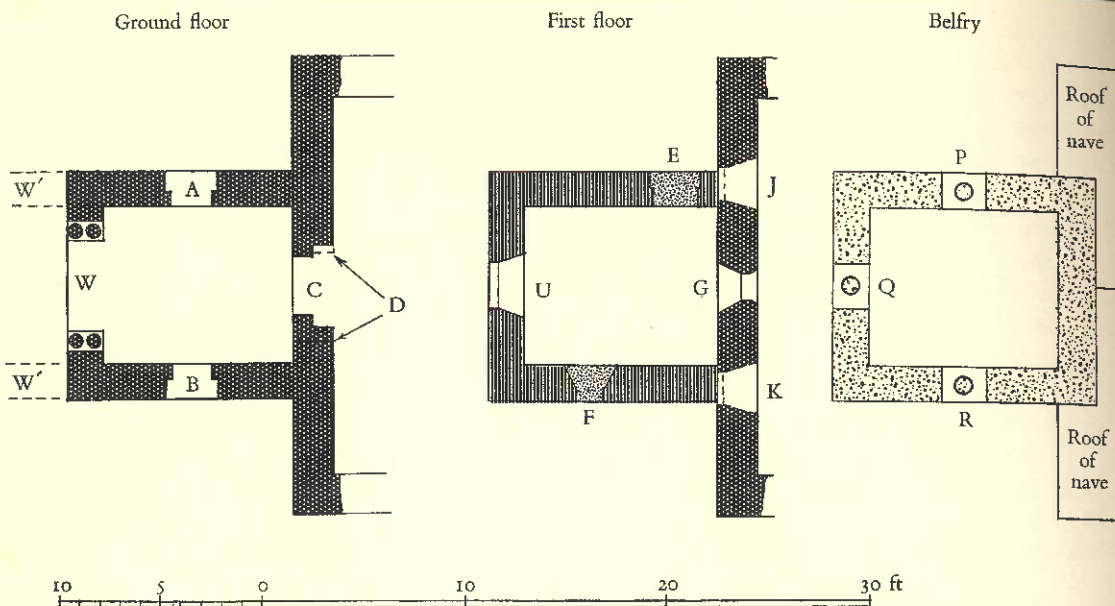 Ground floor
First floor
Belfry
Roof
of
nave
W′
A
E
P
J
W
C
D
U
G
Q
W′
B
F
K
R
Roof
of
nave
10 5 0 10 20 30 ft